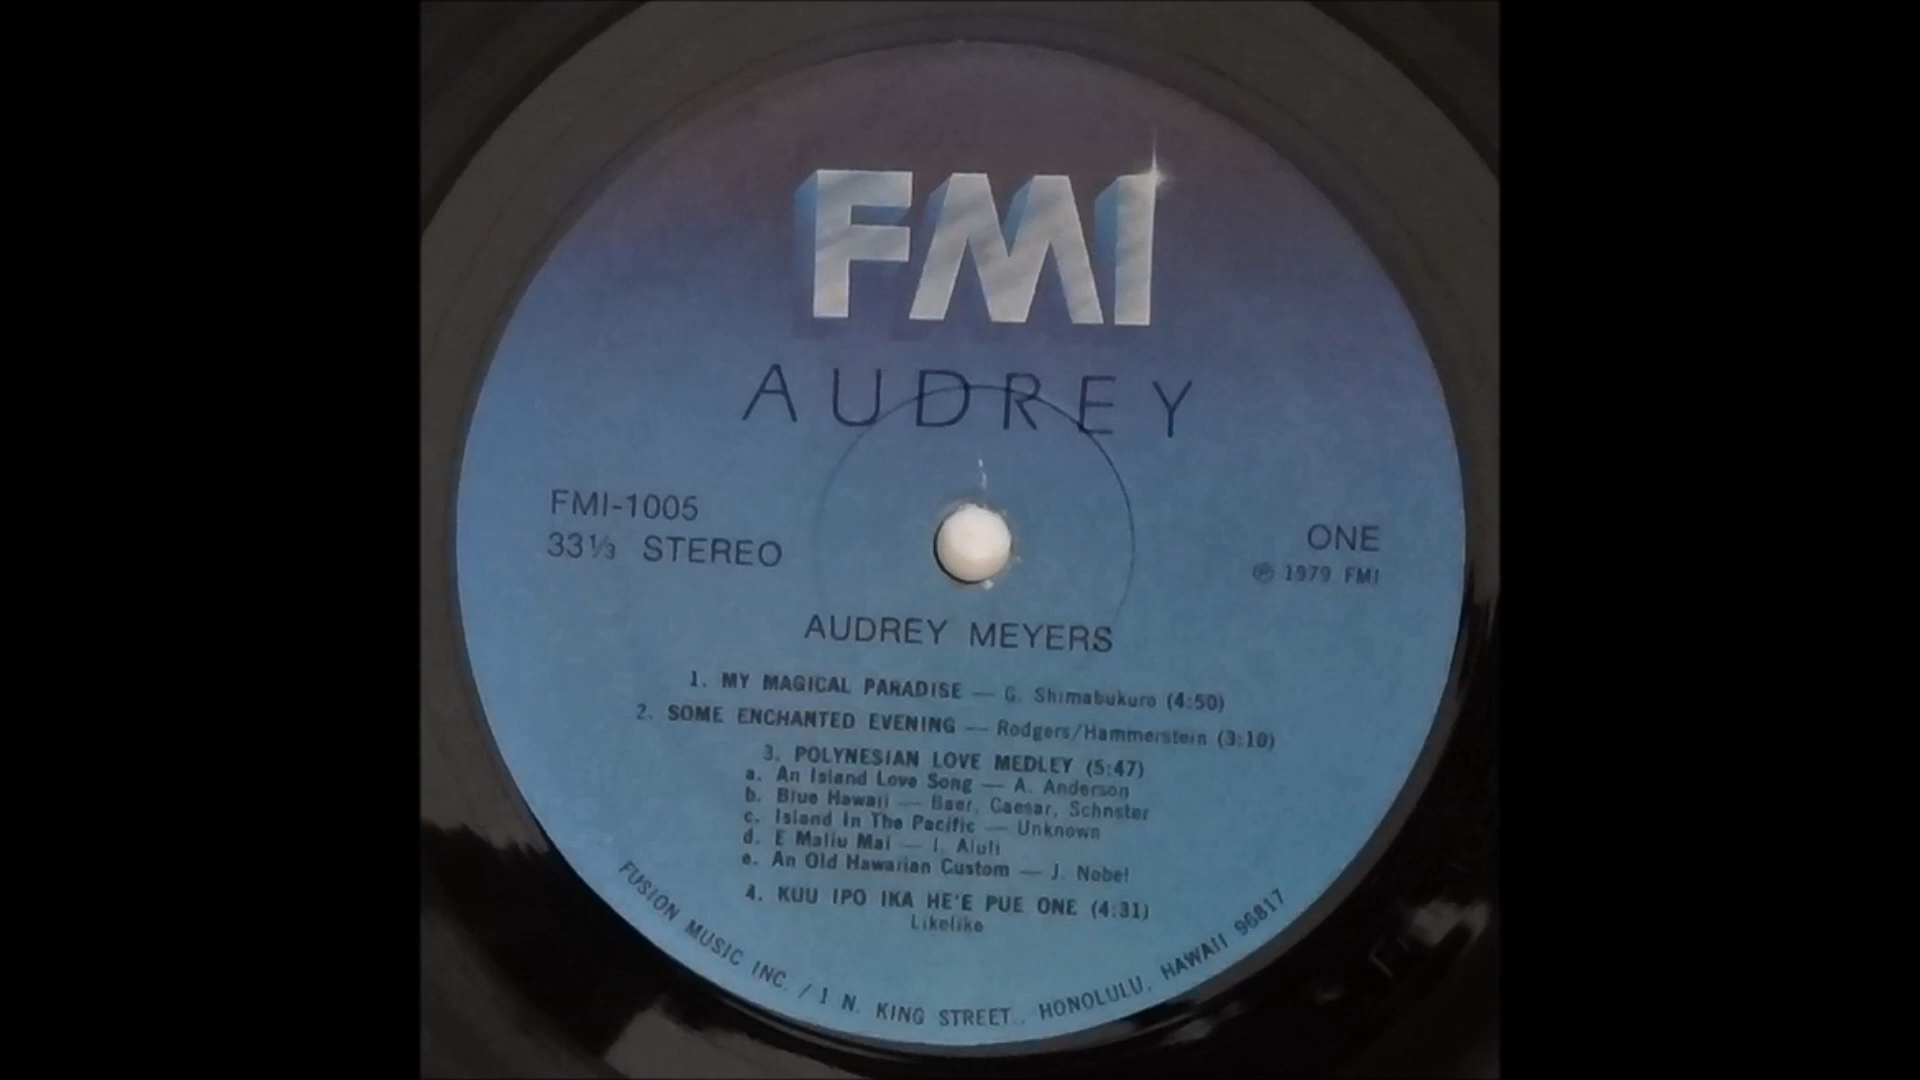 FMI
AUDREY
FMI-1005
33⅓ STEREO
ONE
℗ 1979 FMI
AUDREY MEYERS
1. MY MAGICAL PARADISE — G. Shimabukuro (4:50)
2. SOME ENCHANTED EVENING — Rodgers/Hammerstein (3:10)
3. POLYNESIAN LOVE MEDLEY (5:47)
a. An Island Love Song — A. Anderson
b. Blue Hawaii — Baer, Caesar, Schnster
c. Island In The Pacific — Unknown
d. E Maliu Mai — I. Aluli
e. An Old Hawaiian Custom — J. Nobel
4. KUU IPO IKA HE'E PUE ONE (4:31)
Likelike
FUSION MUSIC INC. / 1 N. KING STREET., HONOLULU, HAWAII 96817